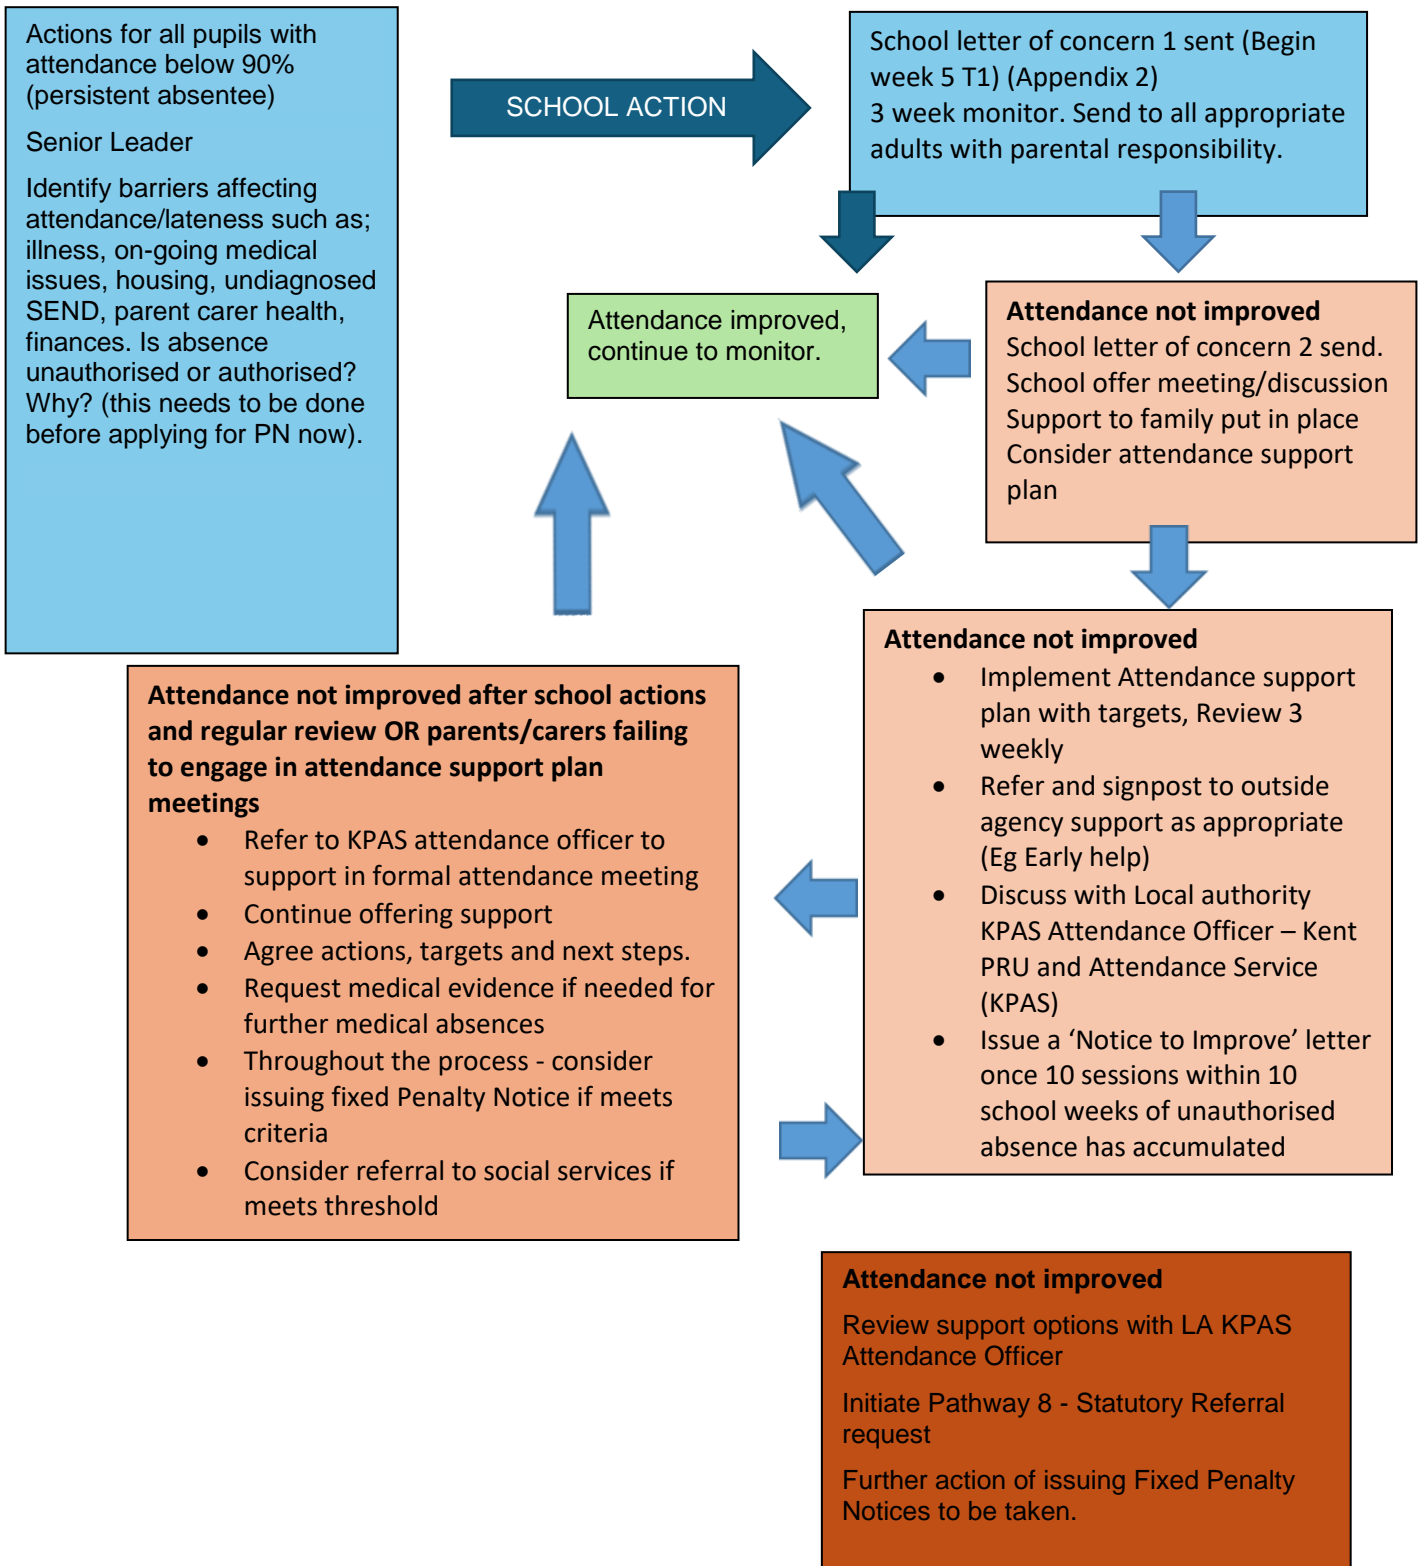 Actions for all pupils with
attendance below 90%
(persistent absentee)
Senior Leader
Identify barriers affecting
attendance/lateness such as;
illness, on-going medical
issues, housing, undiagnosed
SEND, parent carer health,
finances. Is absence
unauthorised or authorised?
Why? (this needs to be done
before applying for PN now).
SCHOOL ACTION
School letter of concern 1 sent (Begin
week 5 T1) (Appendix 2)
3 week monitor. Send to all appropriate
adults with parental responsibility.
Attendance improved,
continue to monitor.
Attendance not improved
School letter of concern 2 send.
School offer meeting/discussion
Support to family put in place
Consider attendance support
plan
Attendance not improved
• Implement Attendance support
plan with targets, Review 3
weekly
• Refer and signpost to outside
agency support as appropriate
(Eg Early help)
• Discuss with Local authority
KPAS Attendance Officer – Kent
PRU and Attendance Service
(KPAS)
• Issue a ‘Notice to Improve’ letter
once 10 sessions within 10
school weeks of unauthorised
absence has accumulated
Attendance not improved after school actions
and regular review OR parents/carers failing
to engage in attendance support plan
meetings
• Refer to KPAS attendance officer to
support in formal attendance meeting
• Continue offering support
• Agree actions, targets and next steps.
• Request medical evidence if needed for
further medical absences
• Throughout the process - consider
issuing fixed Penalty Notice if meets
criteria
• Consider referral to social services if
meets threshold
Attendance not improved
Review support options with LA KPAS
Attendance Officer
Initiate Pathway 8 - Statutory Referral
request
Further action of issuing Fixed Penalty
Notices to be taken.